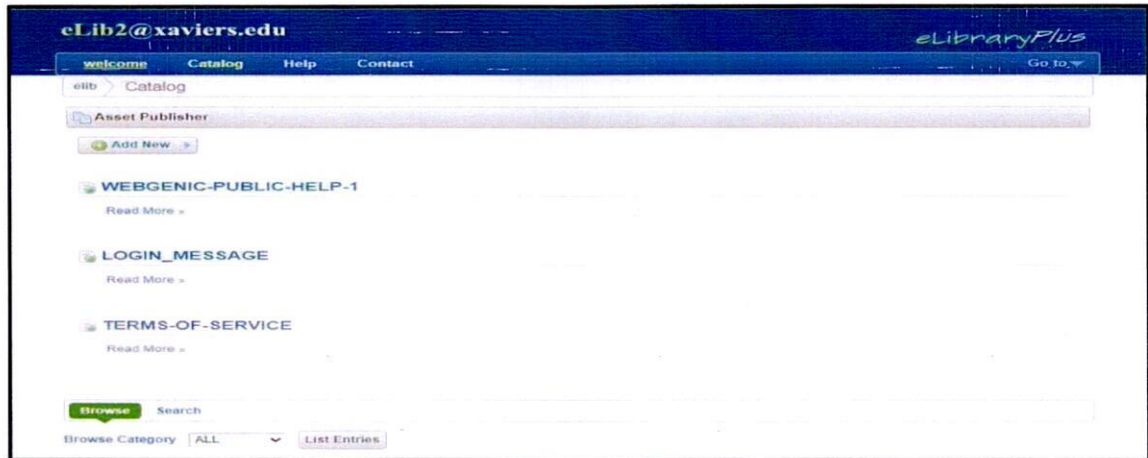 eLib2@xaviers.edu
eLibraryPlus
welcome Catalog Help Contact Go to
elib Catalog
Asset Publisher
Add New
WEBGENIC-PUBLIC-HELP-1
Read More »
LOGIN_MESSAGE
Read More »
TERMS-OF-SERVICE
Read More »
Browse Search
Browse Category ALL List Entries